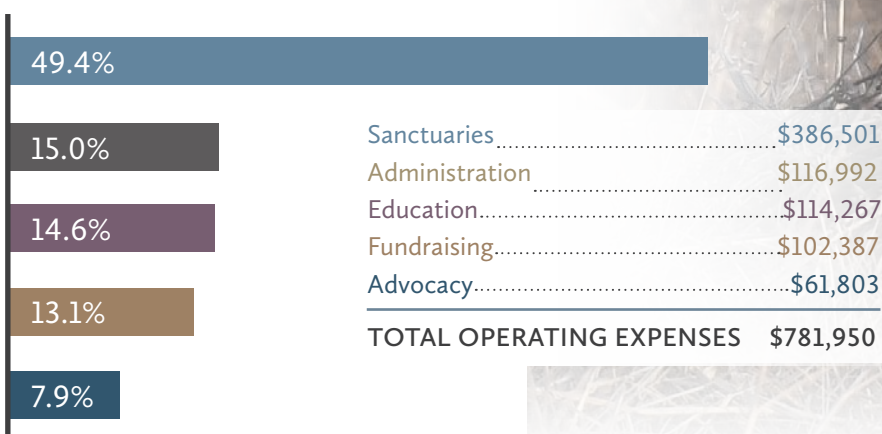 49.4%
15.0%
14.6%
13.1%
7.9%
Sanctuaries $386,501
Administration $116,992
Education $114,267
Fundraising $102,387
Advocacy $61,803
TOTAL OPERATING EXPENSES $781,950